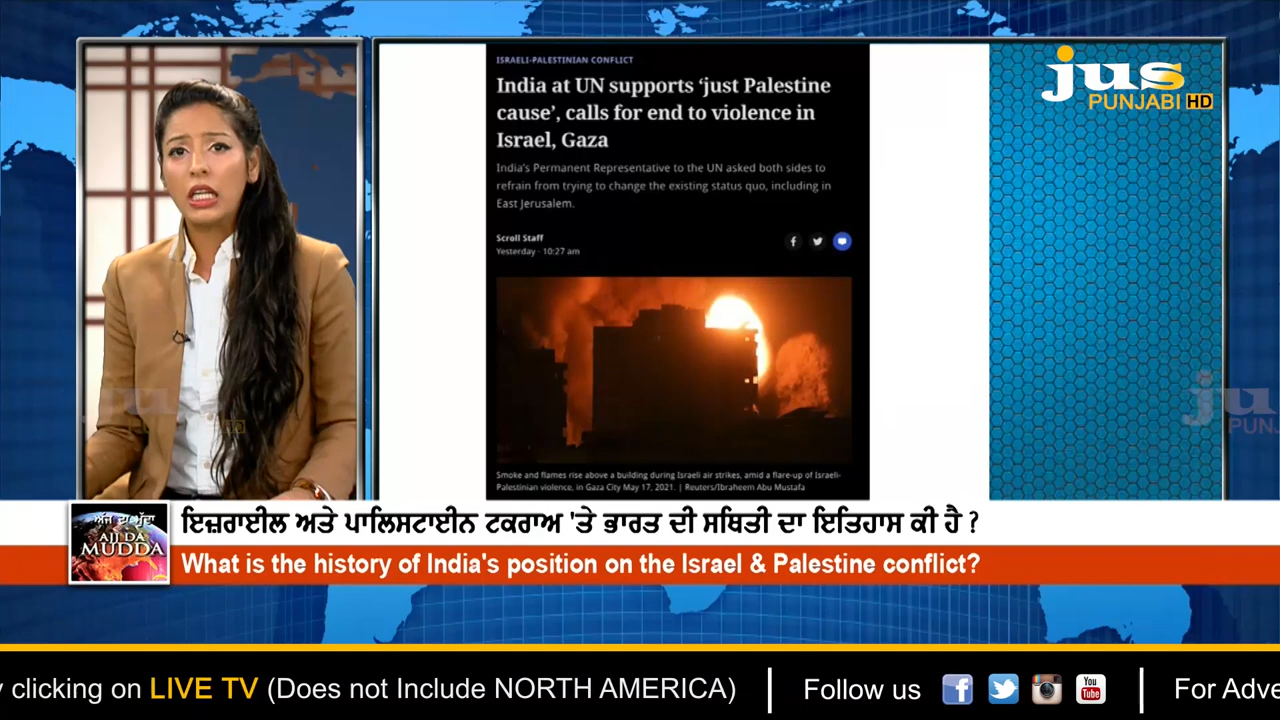 ISRAELI-PALESTINIAN CONFLICT
India at UN supports ‘just Palestine
cause’, calls for end to violence in
Israel, Gaza
India’s Permanent Representative to the UN asked both sides to
refrain from trying to change the existing status quo, including in
East Jerusalem.
Scroll Staff
Yesterday · 10:27 am
Smoke and flames rise above a building during Israeli air strikes, amid a flare-up of Israeli-
Palestinian violence, in Gaza City May 17, 2021. | Reuters/Ibraheem Abu Mustafa
jus
PUNJABI HD
ju
PUNJ
HD
ਅੱਜ ਦਾ ਮੁੱਦਾ
AJJ DA
MUDDA
ਇਜ਼ਰਾਈਲ ਅਤੇ ਪਾਲਿਸਟਾਈਨ ਟਕਰਾਅ 'ਤੇ ਭਾਰਤ ਦੀ ਸਥਿਤੀ ਦਾ ਇਤਿਹਾਸ ਕੀ ਹੈ ?
What is the history of India's position on the Israel & Palestine conflict?
y clicking on LIVE TV (Does not Include NORTH AMERICA)
Follow us
You
Tube
For Adve